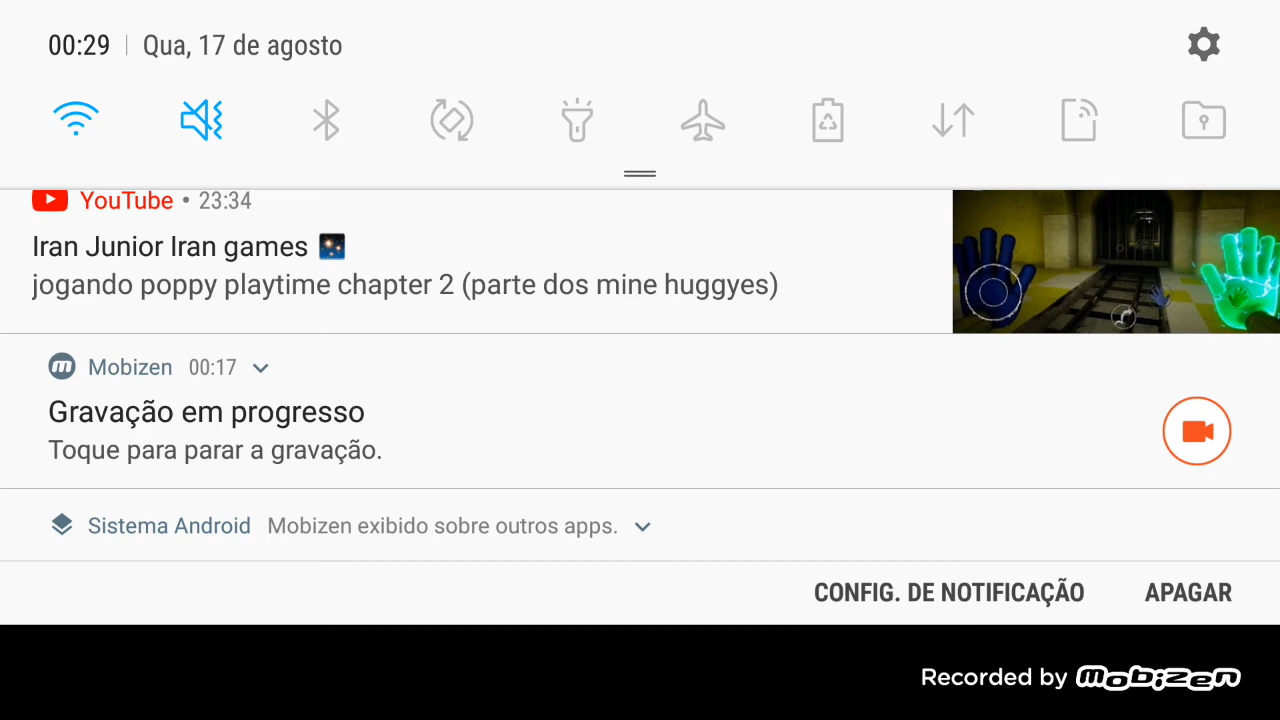 00:29 | Qua, 17 de agosto
YouTube • 23:34
Iran Junior Iran games 🎆
jogando poppy playtime chapter 2 (parte dos mine huggyes)
Mobizen 00:17
Gravação em progresso
Toque para parar a gravação.
Sistema Android Mobizen exibido sobre outros apps.
CONFIG. DE NOTIFICAÇÃO APAGAR
Recorded by mobizen